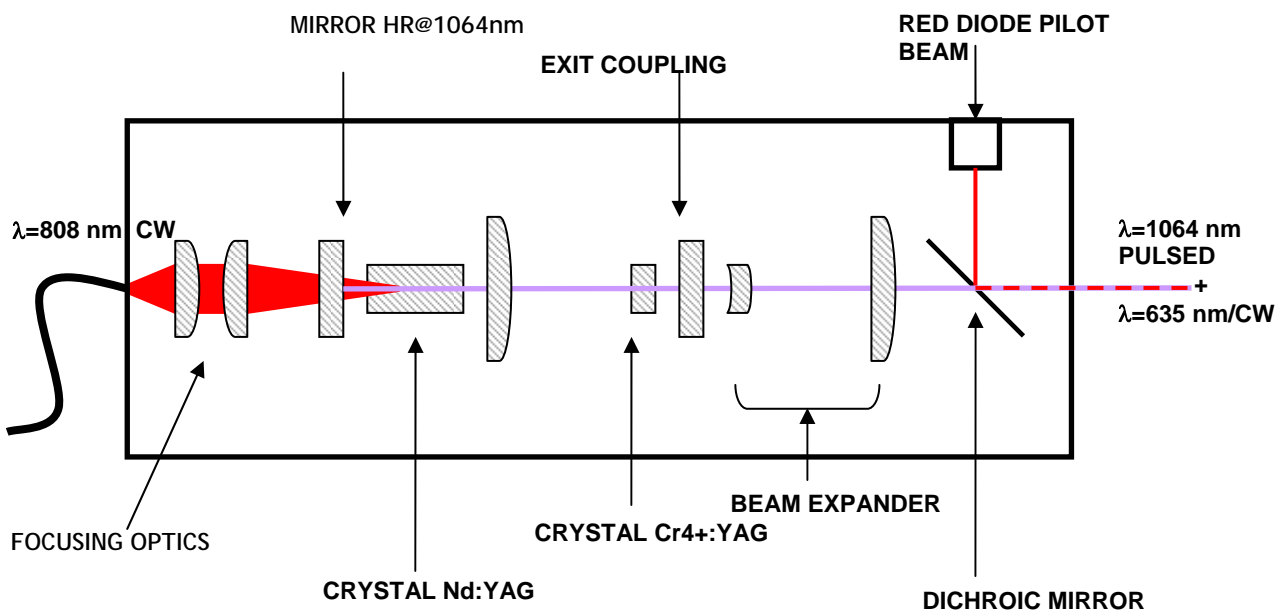 MIRROR HR@1064nm
RED DIODE PILOT
BEAM
EXIT COUPLING
λ=808 nm CW
λ=1064 nm
PULSED
+
λ=635 nm/CW
BEAM EXPANDER
FOCUSING OPTICS
CRYSTAL Cr4+:YAG
CRYSTAL Nd:YAG
DICHROIC MIRROR